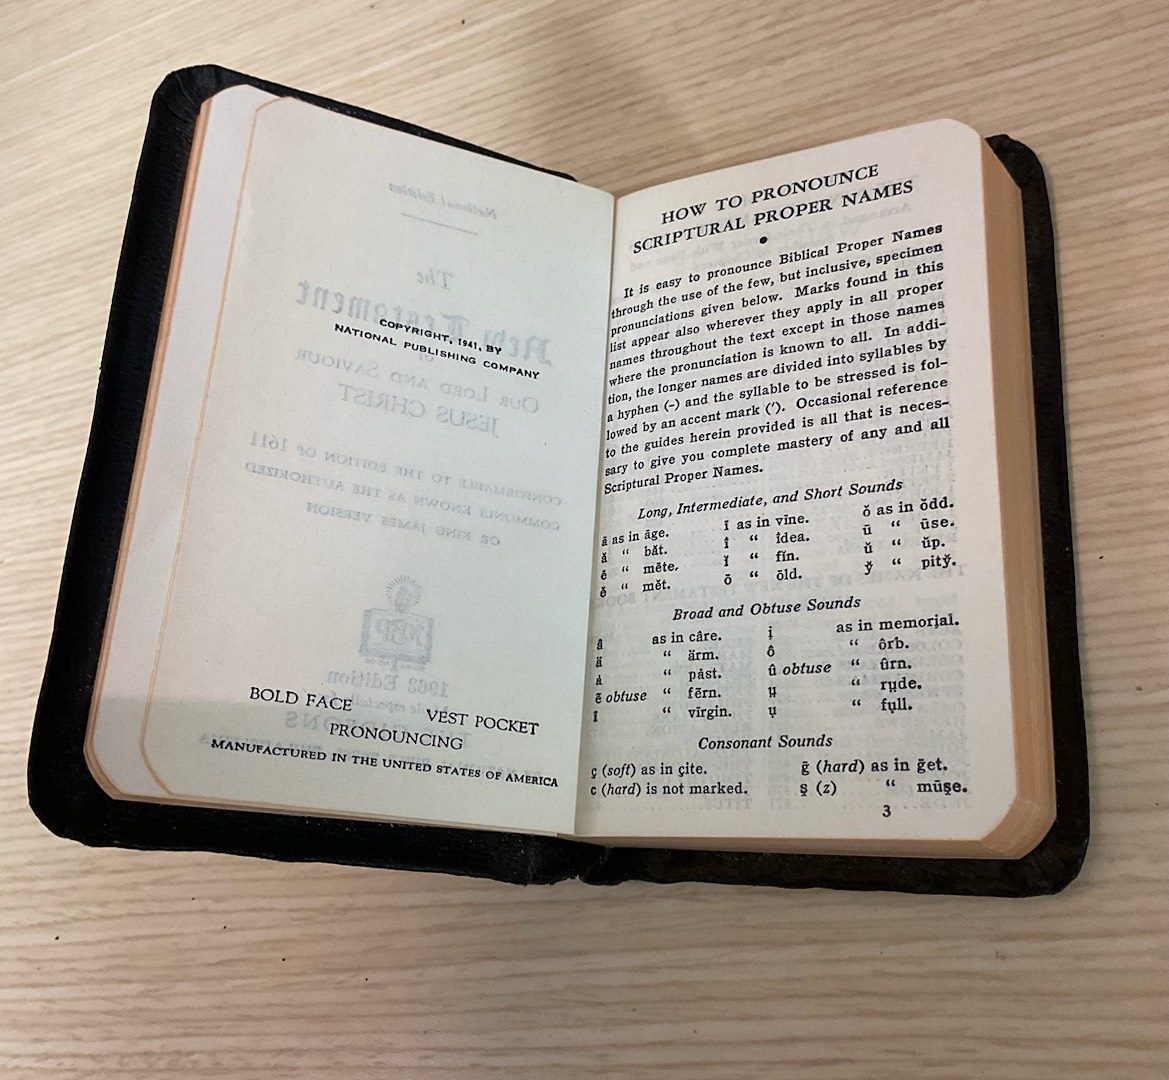 COPYRIGHT, 1941, BY
NATIONAL PUBLISHING COMPANY
BOLD FACE VEST POCKET
PRONOUNCING
MANUFACTURED IN THE UNITED STATES OF AMERICA
HOW TO PRONOUNCE
SCRIPTURAL PROPER NAMES
It is easy to pronounce Biblical Proper Names
through the use of the few, but inclusive, specimen
pronunciations given below. Marks found in this
list appear also wherever they apply in all proper
names throughout the text except in those names
where the pronunciation is known to all. In addi-
tion, the longer names are divided into syllables by
a hyphen (-) and the syllable to be stressed is fol-
lowed by an accent mark (′). Occasional reference
to the guides herein provided is all that is neces-
sary to give you complete mastery of any and all
Scriptural Proper Names.
Long, Intermediate, and Short Sounds
ā as in āge. ī as in vīne. ŏ as in ŏdd.
ă “ băt. î “ îdea. ū “ ūse.
ē “ mēte. ĭ “ fĭn. ŭ “ ŭp.
ĕ “ mĕt. ō “ ōld. y̆ “ pity̆.
Broad and Obtuse Sounds
â as in câre. i̤ as in memori̤al.
ä “ ärm. ô “ ôrb.
ȧ “ pȧst. û obtuse “ ûrn.
ẽ obtuse “ fẽrn. ṳ “ rṳde.
ĩ “ vĩrgin. ụ “ fụll.
Consonant Sounds
ç (soft) as in çite. g̃ (hard) as in g̃et.
c (hard) is not marked. ş (z) “ mūşe.
3